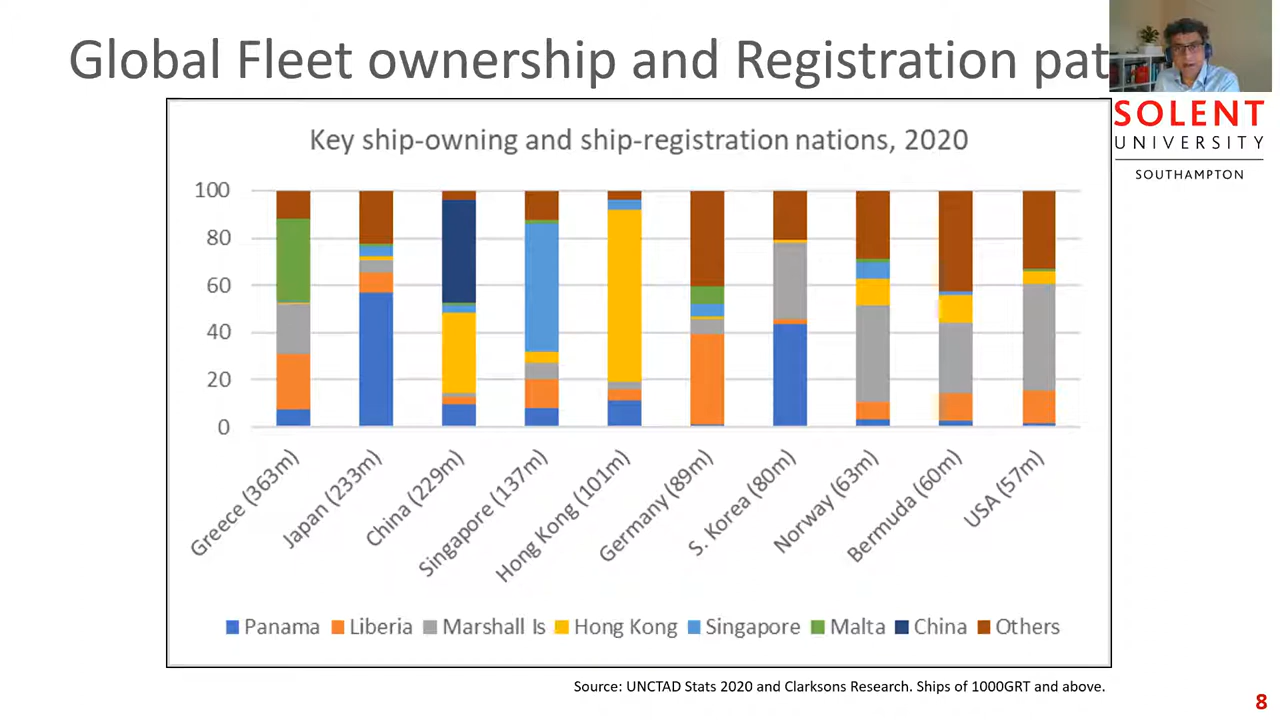 Global Fleet ownership and Registration pat
SOLENT
UNIVERSITY
SOUTHAMPTON
Key ship-owning and ship-registration nations, 2020
100
80
60
40
20
0
Greece (363m)
Japan (233m)
China (229m)
Singapore (137m)
Hong Kong (101m)
Germany (89m)
S. Korea (80m)
Norway (63m)
Bermuda (60m)
USA (57m)
Panama Liberia Marshall Is Hong Kong Singapore Malta China Others
Source: UNCTAD Stats 2020 and Clarksons Research. Ships of 1000GRT and above.
8